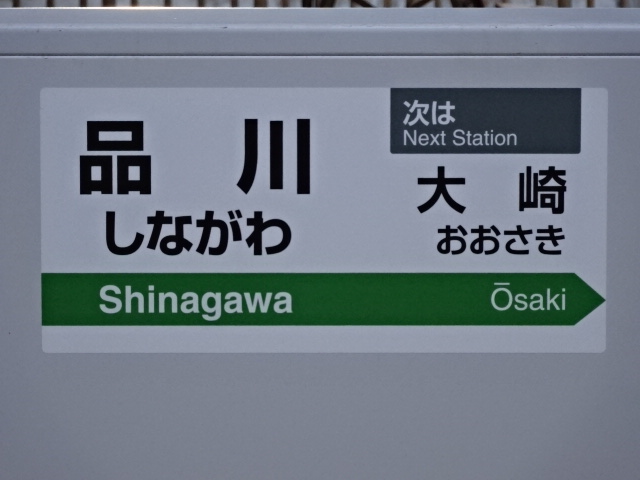 品川
しながわ
Shinagawa
次は
Next Station
大崎
おおさき
Ōsaki